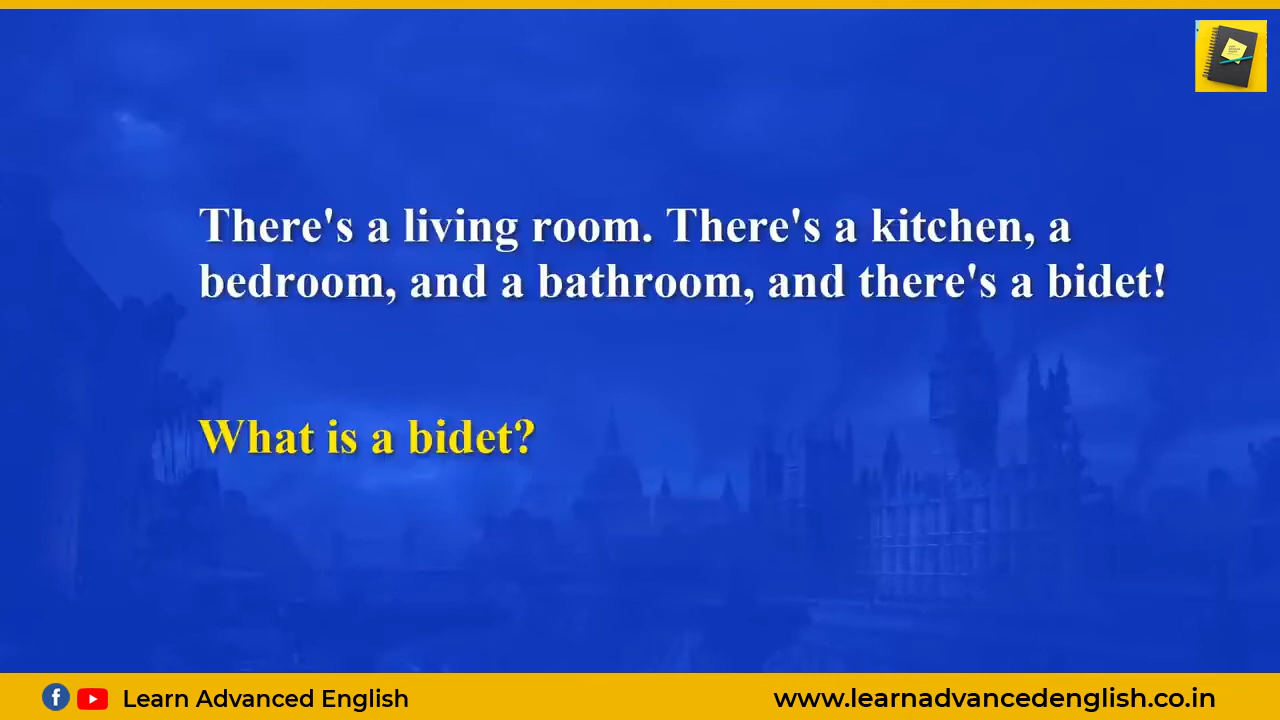 There's a living room. There's a kitchen, a
bedroom, and a bathroom, and there's a bidet!
What is a bidet?
Learn Advanced English
www.learnadvancedenglish.co.in